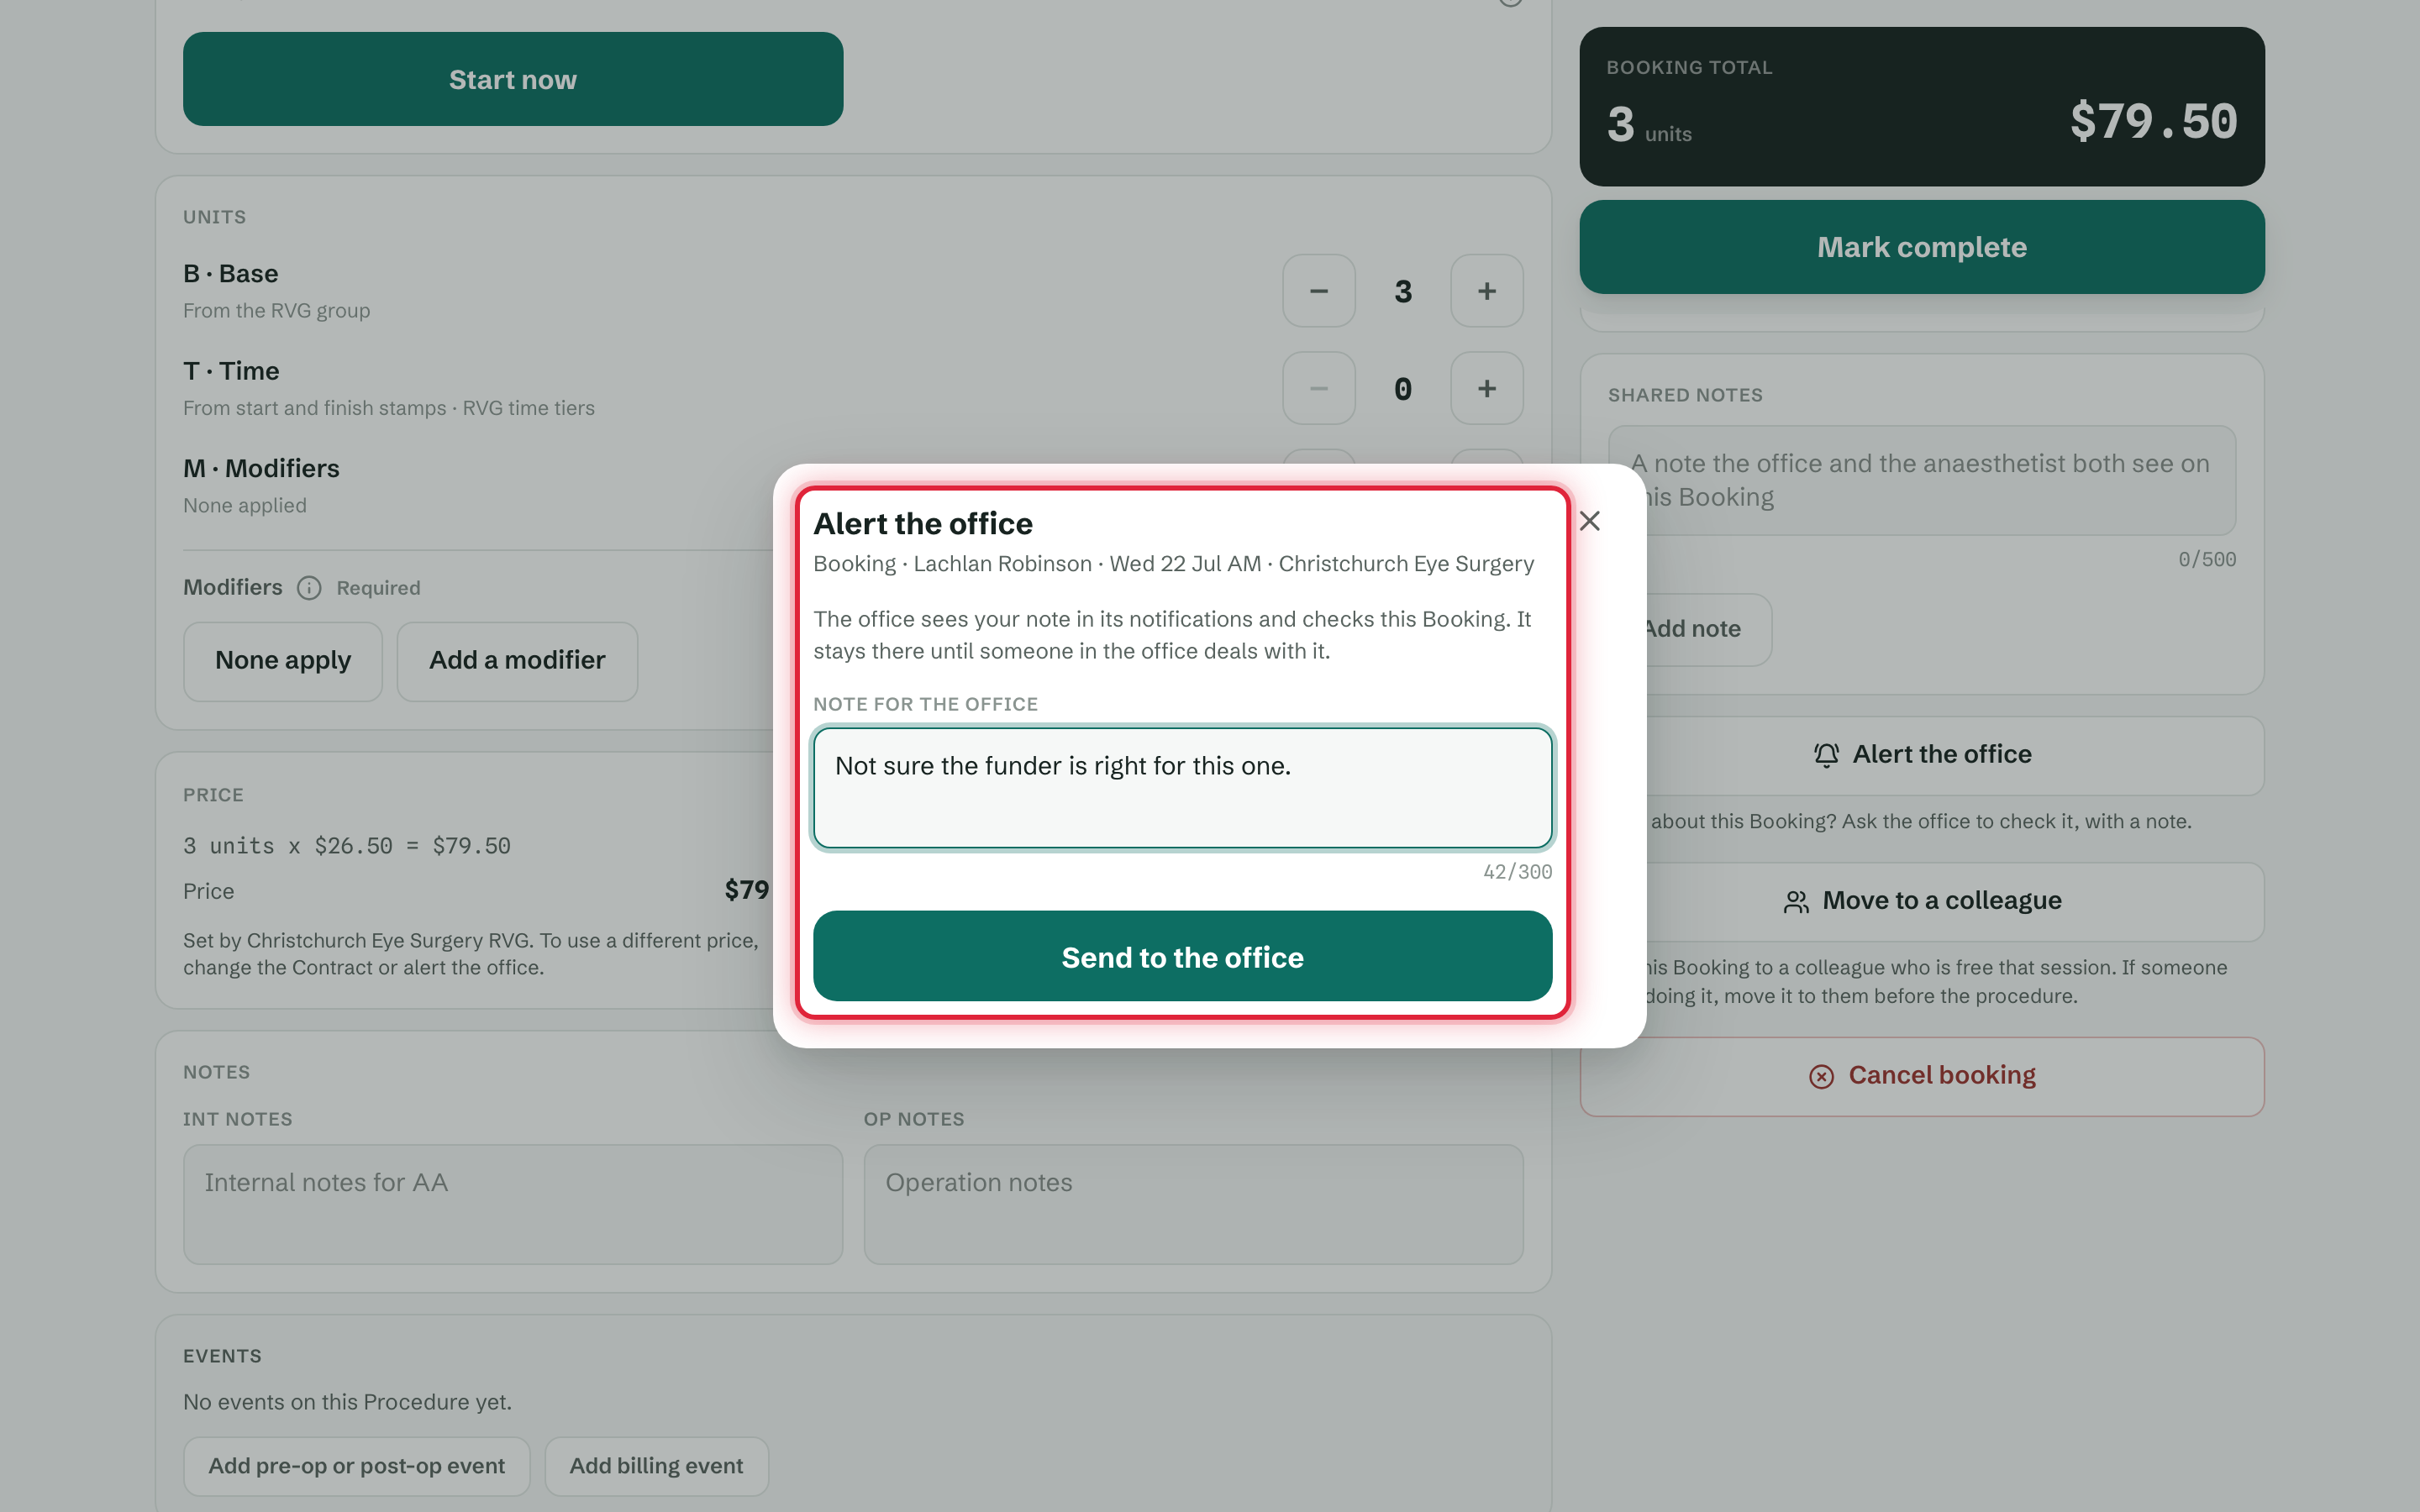 Start now
UNITS
B · Base
From the RVG group
3
T · Time
From start and finish stamps · RVG time tiers
0
M · Modifiers
None applied
Modifiers
Required
None apply
Add a modifier
PRICE
3 units x $26.50 = $79.50
Price
$79
Set by Christchurch Eye Surgery RVG. To use a different price,
change the Contract or alert the office.
NOTES
INT NOTES
Internal notes for AA
OP NOTES
Operation notes
EVENTS
No events on this Procedure yet.
Add pre-op or post-op event
Add billing event
Alert the office
Booking · Lachlan Robinson · Wed 22 Jul AM · Christchurch Eye Surgery
The office sees your note in its notifications and checks this Booking. It
stays there until someone in the office deals with it.
NOTE FOR THE OFFICE
Not sure the funder is right for this one.
42/300
Send to the office
BOOKING TOTAL
3 units
$79.50
Mark complete
SHARED NOTES
A note the office and the anaesthetist both see on
Booking
0/500
Add note
Alert the office
about this Booking? Ask the office to check it, with a note.
Move to a colleague
Booking to a colleague who is free that session. If someone
doing it, move it to them before the procedure.
Cancel booking